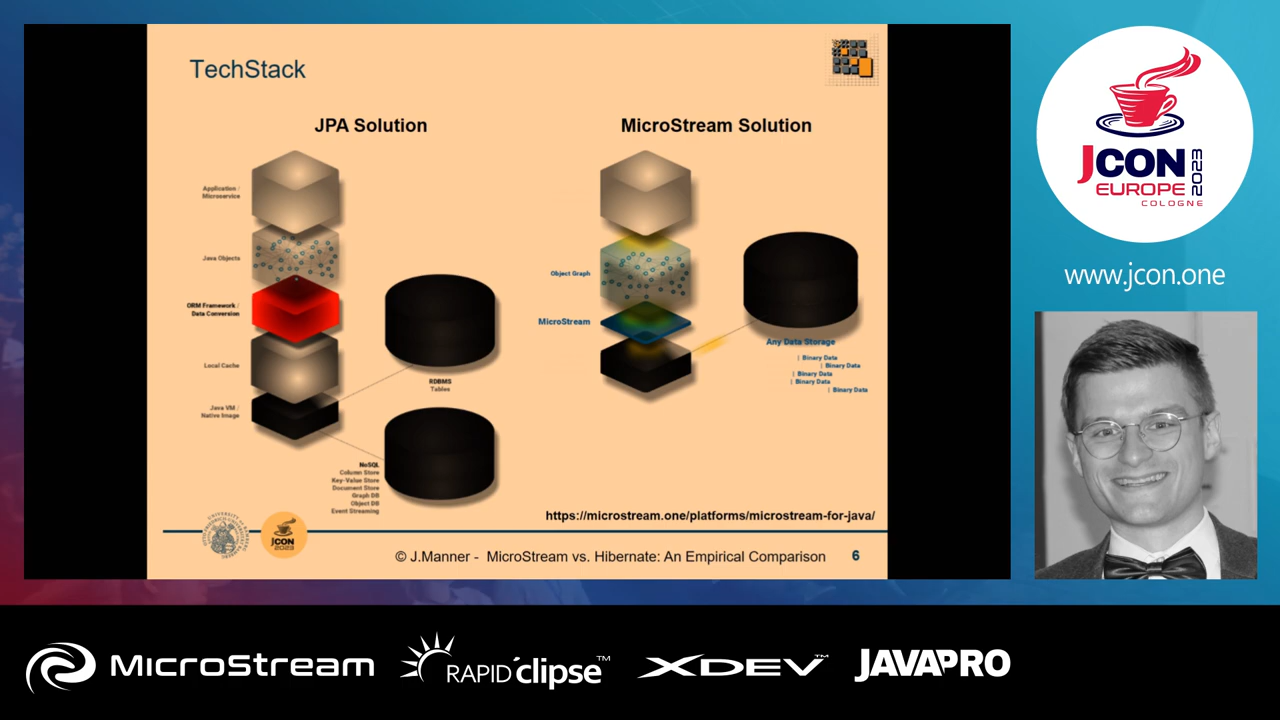 TechStack
JPA Solution
Application /
Microservice
Java Objects
ORM Framework /
Data Conversion
Local Cache
Java VM /
Native Image
RDBMS
Tables
NoSQL
Column Store
Key-Value Store
Document Store
Graph DB
Object DB
Event Streaming
MicroStream Solution
Object Graph
MicroStream
Any Data Storage
| Binary Data
| Binary Data
| Binary Data
| Binary Data
| Binary Data
https://microstream.one/platforms/microstream-for-java/
JCON
2023
© J.Manner - MicroStream vs. Hibernate: An Empirical Comparison
6
JCON
EUROPE
COLOGNE
2023
www.jcon.one
MICROSTREAM
RAPID'clipse™
XDEV™
JAVAPRO